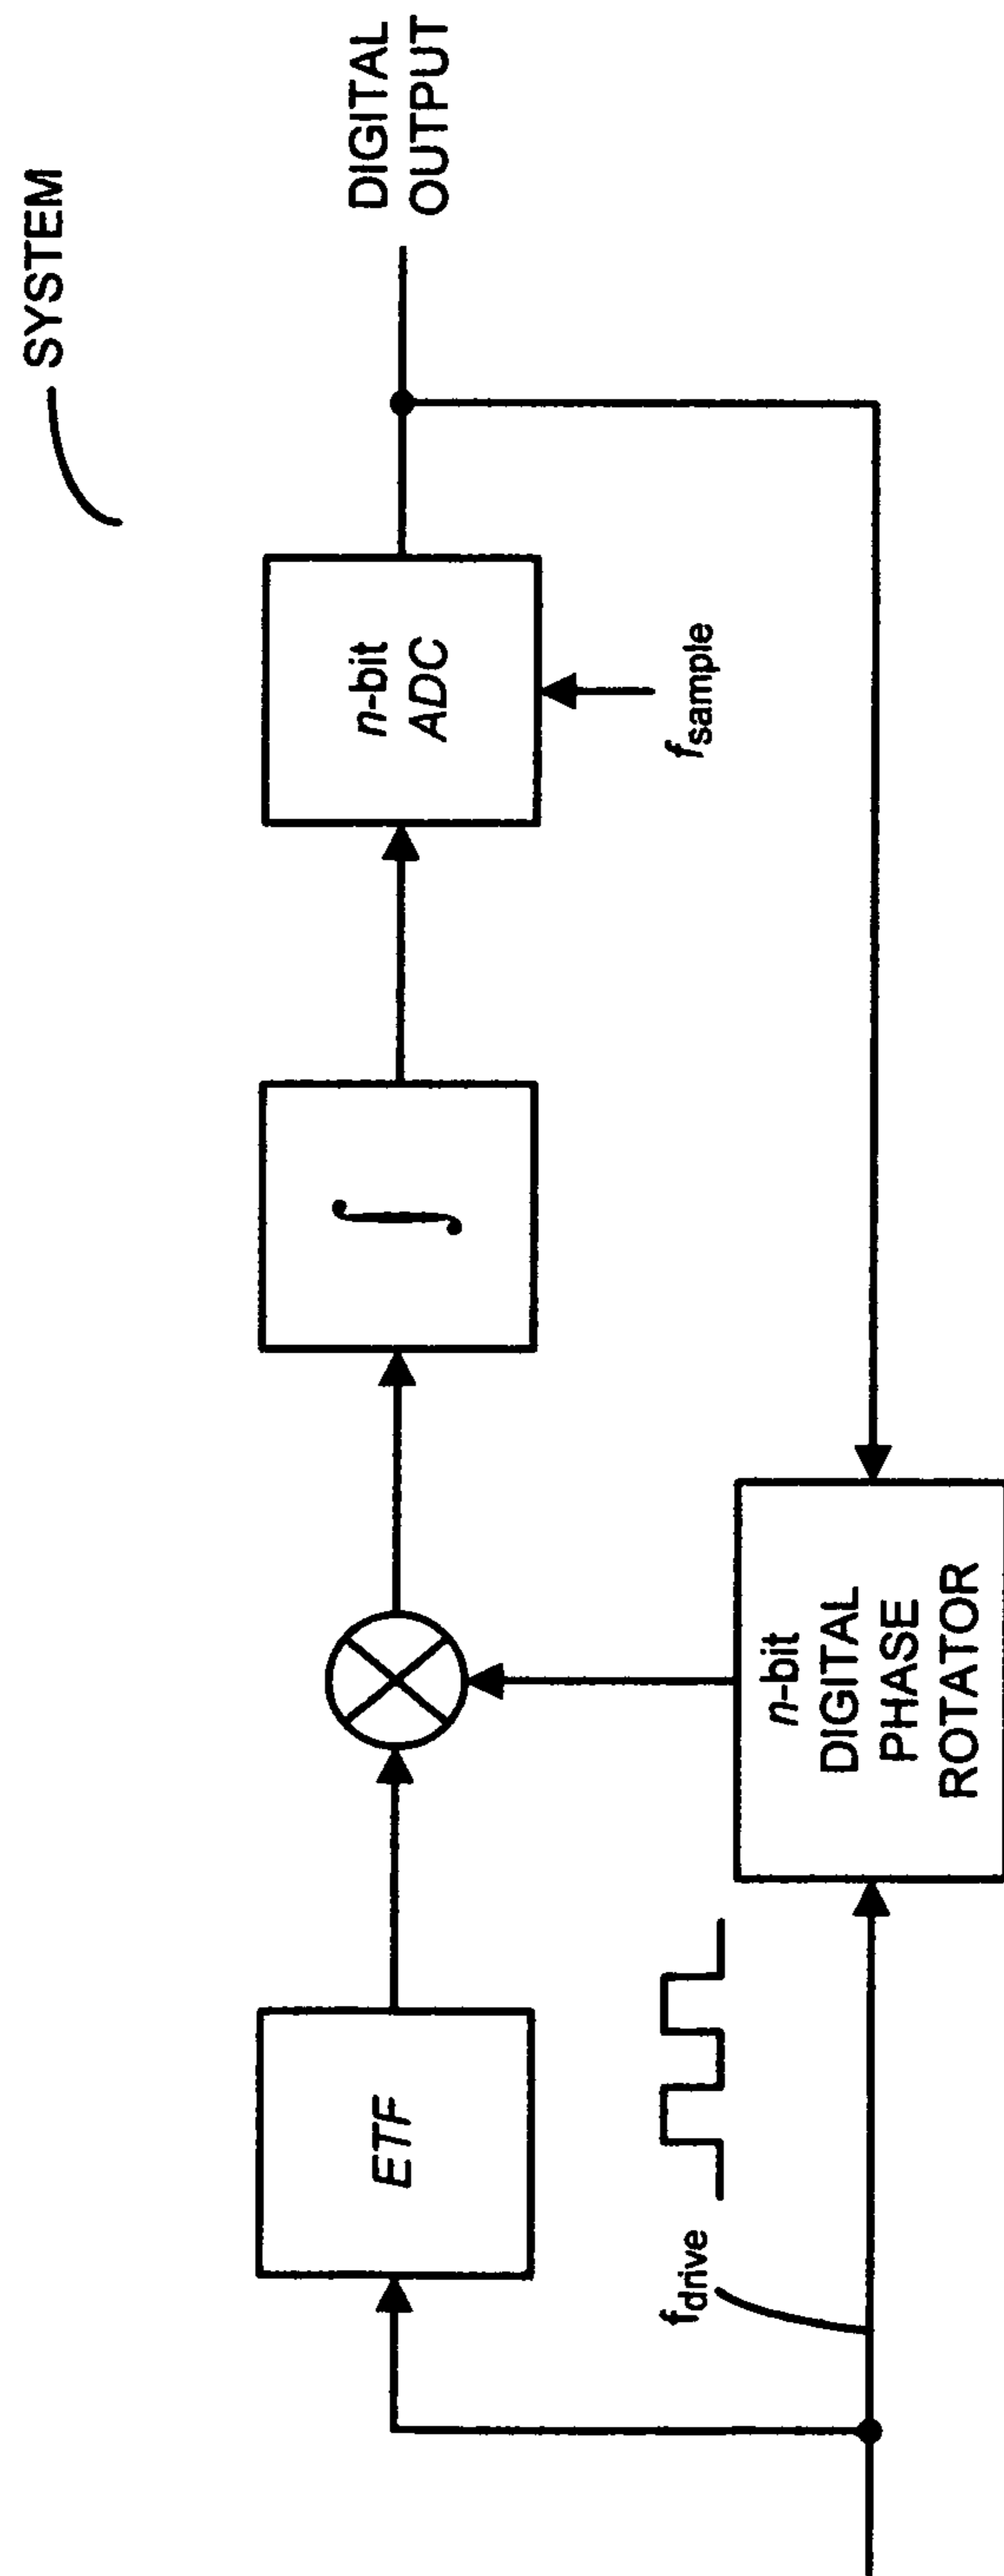 SYSTEM
ETF
∫
n-bit
ADC
DIGITAL
OUTPUT
f_drive
f_sample
n-bit
DIGITAL
PHASE
ROTATOR